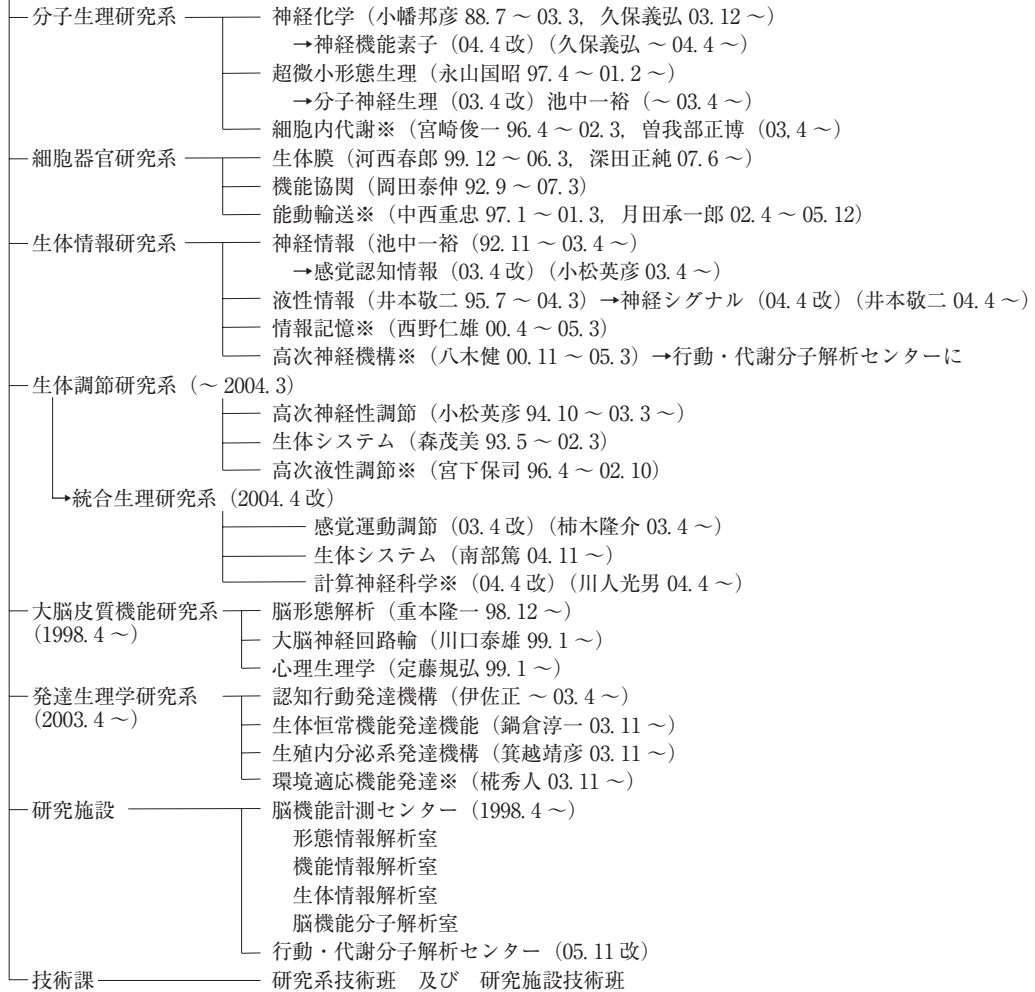 分子生理研究系 神経化学（小幡邦彦 88. 7 ～ 03. 3，久保義弘 03. 12 ～）
→神経機能素子（04. 4 改）（久保義弘 ～ 04. 4 ～）
超微小形態生理（永山国昭 97. 4 ～ 01. 2 ～）
→分子神経生理（03. 4 改）池中一裕（～ 03. 4 ～）
細胞内代謝※（宮崎俊一 96. 4 ～ 02. 3，曽我部正博（03, 4 ～）
細胞器官研究系 生体膜（河西春郎 99. 12 ～ 06. 3，深田正純 07. 6 ～）
機能協関（岡田泰伸 92. 9 ～ 07. 3）
能動輸送※（中西重忠 97. 1 ～ 01. 3，月田承一郎 02. 4 ～ 05. 12）
生体情報研究系 神経情報（池中一裕（92. 11 ～ 03. 4 ～）
→感覚認知情報（03. 4 改）（小松英彦 03. 4 ～）
液性情報（井本敬二 95. 7 ～ 04. 3）→神経シグナル（04. 4 改）（井本敬二 04. 4 ～）
情報記憶※（西野仁雄 00. 4 ～ 05. 3）
高次神経機構※（八木健 00. 11 ～ 05. 3）→行動・代謝分子解析センターに
生体調節研究系（～ 2004. 3）
高次神経性調節（小松英彦 94. 10 ～ 03. 3 ～）
生体システム（森茂美 93. 5 ～ 02. 3）
高次液性調節※（宮下保司 96. 4 ～ 02. 10）
→統合生理研究系（2004. 4 改）
感覚運動調節（03. 4 改）（柿木隆介 03. 4 ～）
生体システム（南部篤 04. 11 ～）
計算神経科学※（04. 4 改）（川人光男 04. 4 ～）
大脳皮質機能研究系 脳形態解析（重本隆一 98. 12 ～）
（1998. 4 ～） 大脳神経回路輸（川口泰雄 99. 1 ～）
心理生理学（定藤規弘 99. 1 ～）
発達生理学研究系 認知行動発達機構（伊佐正 ～ 03. 4 ～）
（2003. 4 ～） 生体恒常機能発達機能（鍋倉淳一 03. 11 ～）
生殖内分泌系発達機構（箕越靖彦 03. 11 ～）
環境適応機能発達※（椛秀人 03. 11 ～）
研究施設 脳機能計測センター（1998. 4 ～）
形態情報解析室
機能情報解析室
生体情報解析室
脳機能分子解析室
行動・代謝分子解析センター（05. 11 改）
技術課 研究系技術班 及び 研究施設技術班